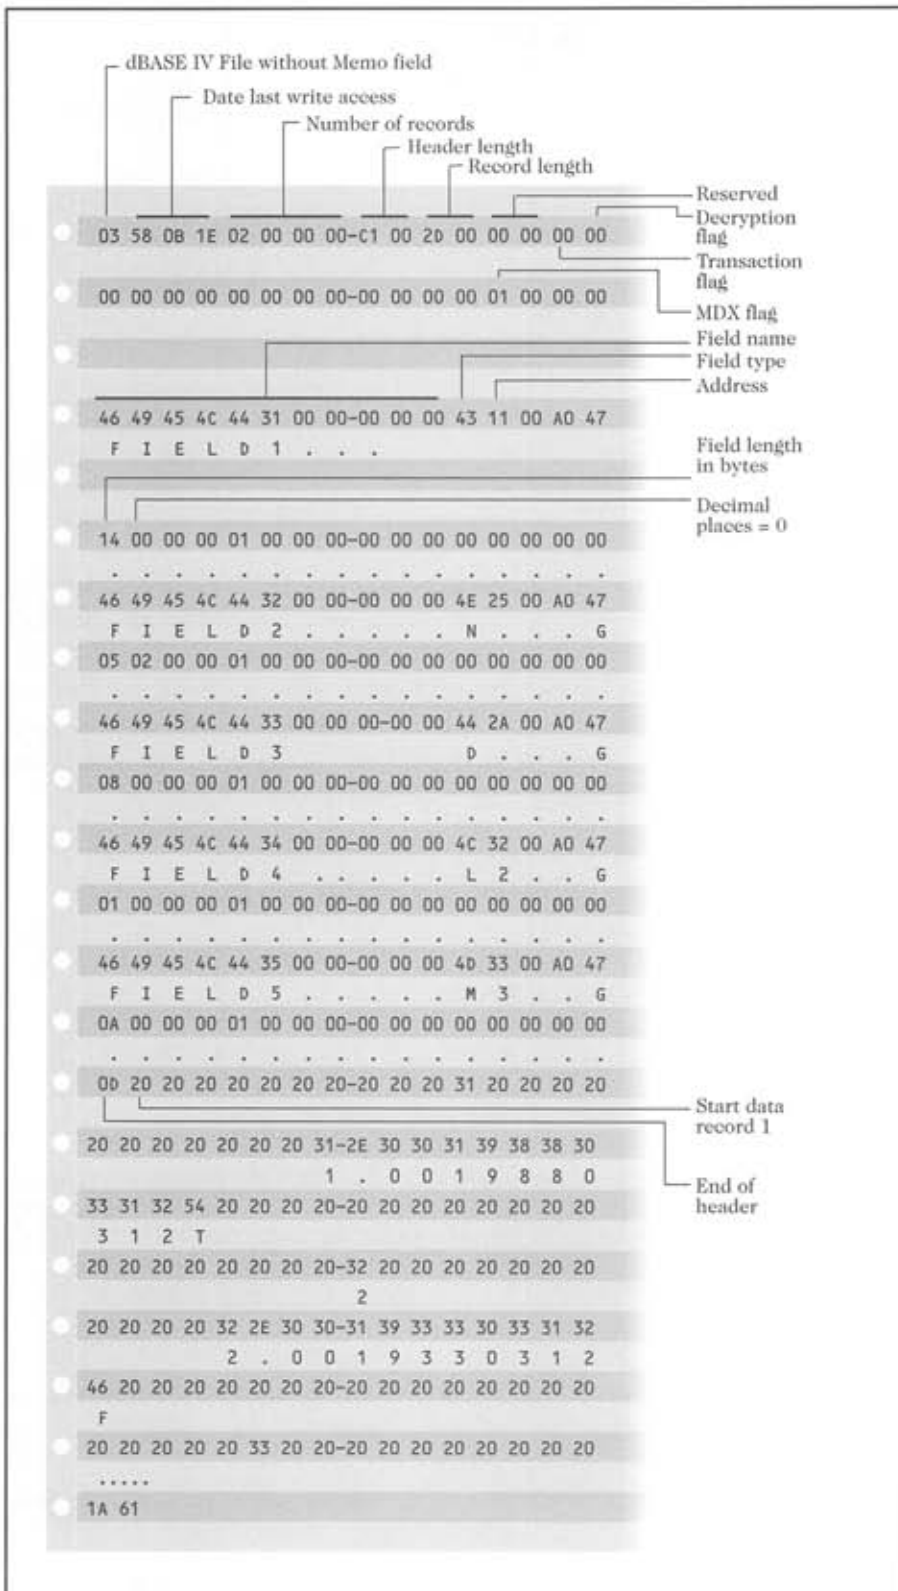 dBASE IV File without Memo field
Date last write access
Number of records
Header length
Record length
Reserved
Decryption
flag
03 58 0B 1E 02 00 00 00-C1 00 2D 00 00 00 00 00
Transaction
flag
00 00 00 00 00 00 00 00-00 00 00 00 01 00 00 00
MDX flag
Field name
Field type
Address
46 49 45 4C 44 31 00 00-00 00 00 43 11 00 A0 47
F I E L D 1 . . .
Field length
in bytes
Decimal
places = 0
14 00 00 00 01 00 00 00-00 00 00 00 00 00 00 00
. . . . . . . . . . . . . . . .
46 49 45 4C 44 32 00 00-00 00 00 4E 25 00 A0 47
F I E L D 2 . . . . . N . . . G
05 02 00 00 01 00 00 00-00 00 00 00 00 00 00 00
. . . . . . . . . . . . . . . .
46 49 45 4C 44 33 00 00 00-00 00 44 2A 00 A0 47
F I E L D 3 D . . . G
08 00 00 00 01 00 00 00-00 00 00 00 00 00 00 00
. . . . . . . . . . . . . . . .
46 49 45 4C 44 34 00 00-00 00 00 4C 32 00 A0 47
F I E L D 4 . . . . . L 2 . . G
01 00 00 00 01 00 00 00-00 00 00 00 00 00 00 00
. . . . . . . . . . . . . . . .
46 49 45 4C 44 35 00 00-00 00 00 4D 33 00 A0 47
F I E L D 5 . . . . . M 3 . . G
0A 00 00 00 01 00 00 00-00 00 00 00 00 00 00 00
. . . . . . . . . . . . . . . .
0D 20 20 20 20 20 20 20-20 20 20 31 20 20 20 20
Start data
record 1
20 20 20 20 20 20 20 31-2E 30 30 31 39 38 38 30
1 . 0 0 1 9 8 8 0
End of
header
33 31 32 54 20 20 20 20-20 20 20 20 20 20 20 20
3 1 2 T
20 20 20 20 20 20 20 20-32 20 20 20 20 20 20 20
2
20 20 20 20 32 2E 30 30-31 39 33 33 30 33 31 32
2 . 0 0 1 9 3 3 0 3 1 2
46 20 20 20 20 20 20 20-20 20 20 20 20 20 20 20
F
20 20 20 20 20 33 20 20-20 20 20 20 20 20 20 20
.....
1A 61